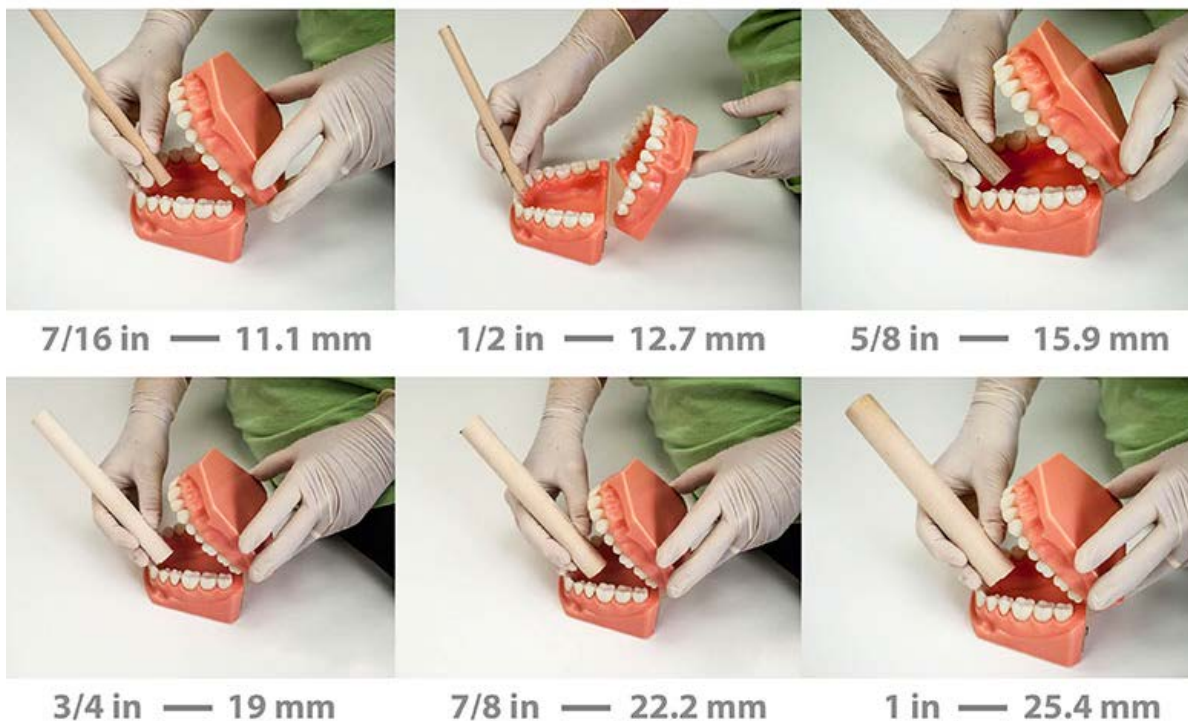 7/16 in — 11.1 mm
1/2 in — 12.7 mm
5/8 in — 15.9 mm
3/4 in — 19 mm
7/8 in — 22.2 mm
1 in — 25.4 mm